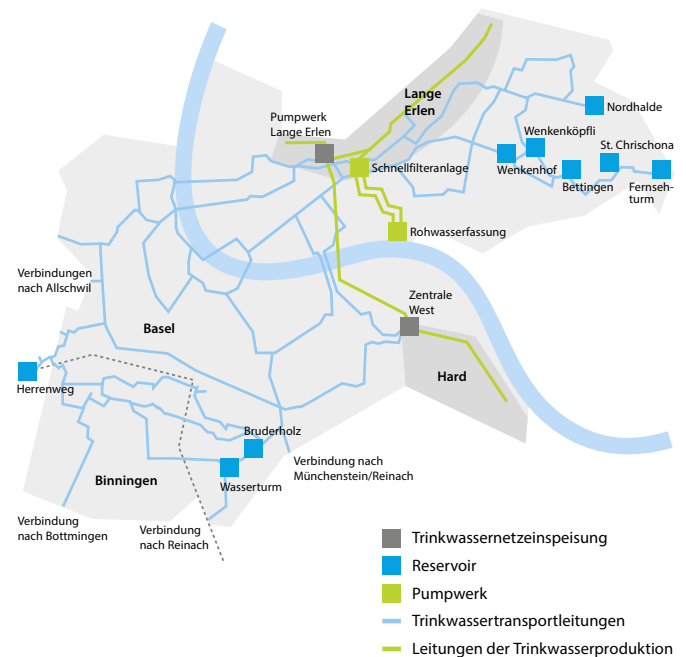 Lange
Erlen
Pumpwerk
Lange Erlen
Nordhalde
Wenkenköpfli
St. Chrischona
Schnellfilteranlage
Wenkenhof
Bettingen
Fernseh-
turm
Rohwasserfassung
Verbindungen
nach Allschwil
Zentrale
West
Basel
Hard
Herrenweg
Bruderholz
Verbindung nach
Münchenstein/Reinach
Binningen
Wasserturm
Verbindung
nach Bottmingen
Verbindung
nach Reinach
Trinkwassernetzeinspeisung
Reservoir
Pumpwerk
Trinkwassertransportleitungen
Leitungen der Trinkwasserproduktion